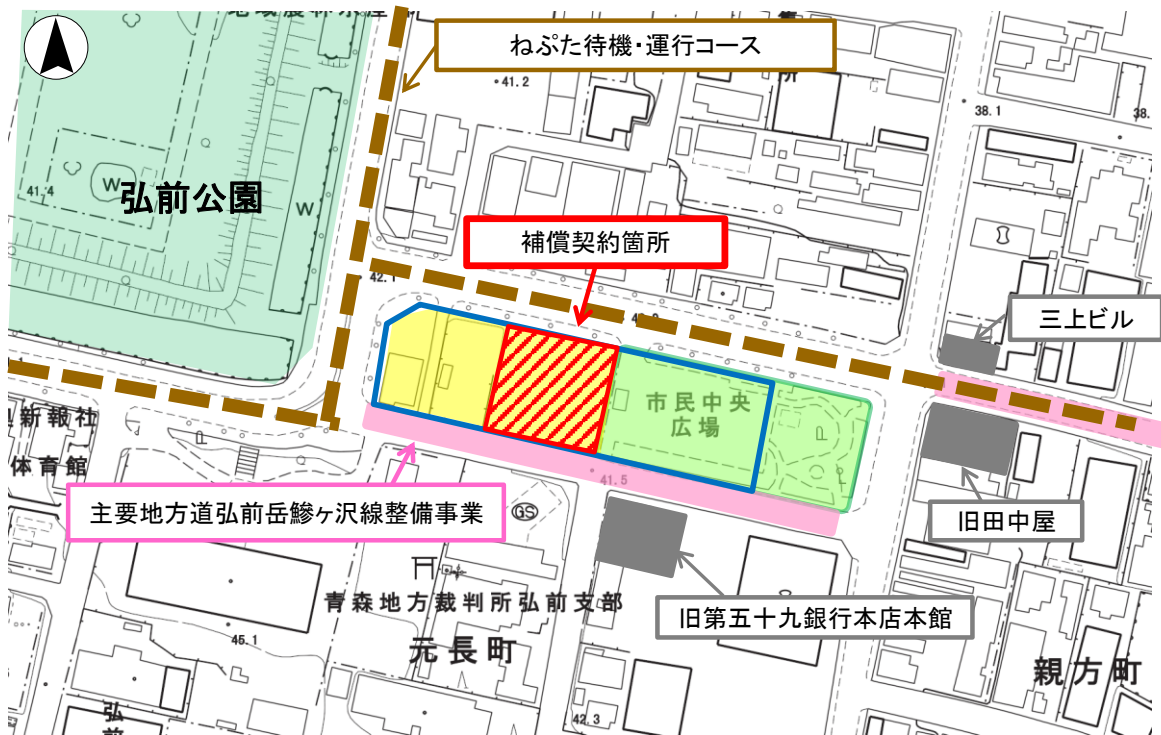 ねぷた待機・運行コース
41.2
38.1
38.
41.4
W
W
弘前公園
補償契約箇所
42.1
三上ビル
市民中央
広場
新報社
体育館
41.5
主要地方道弘前岳鰺ヶ沢線整備事業
GS
旧田中屋
青森地方裁判所弘前支部
旧第五十九銀行本店本館
45.1
元長町
親方町
42.3
弘
前